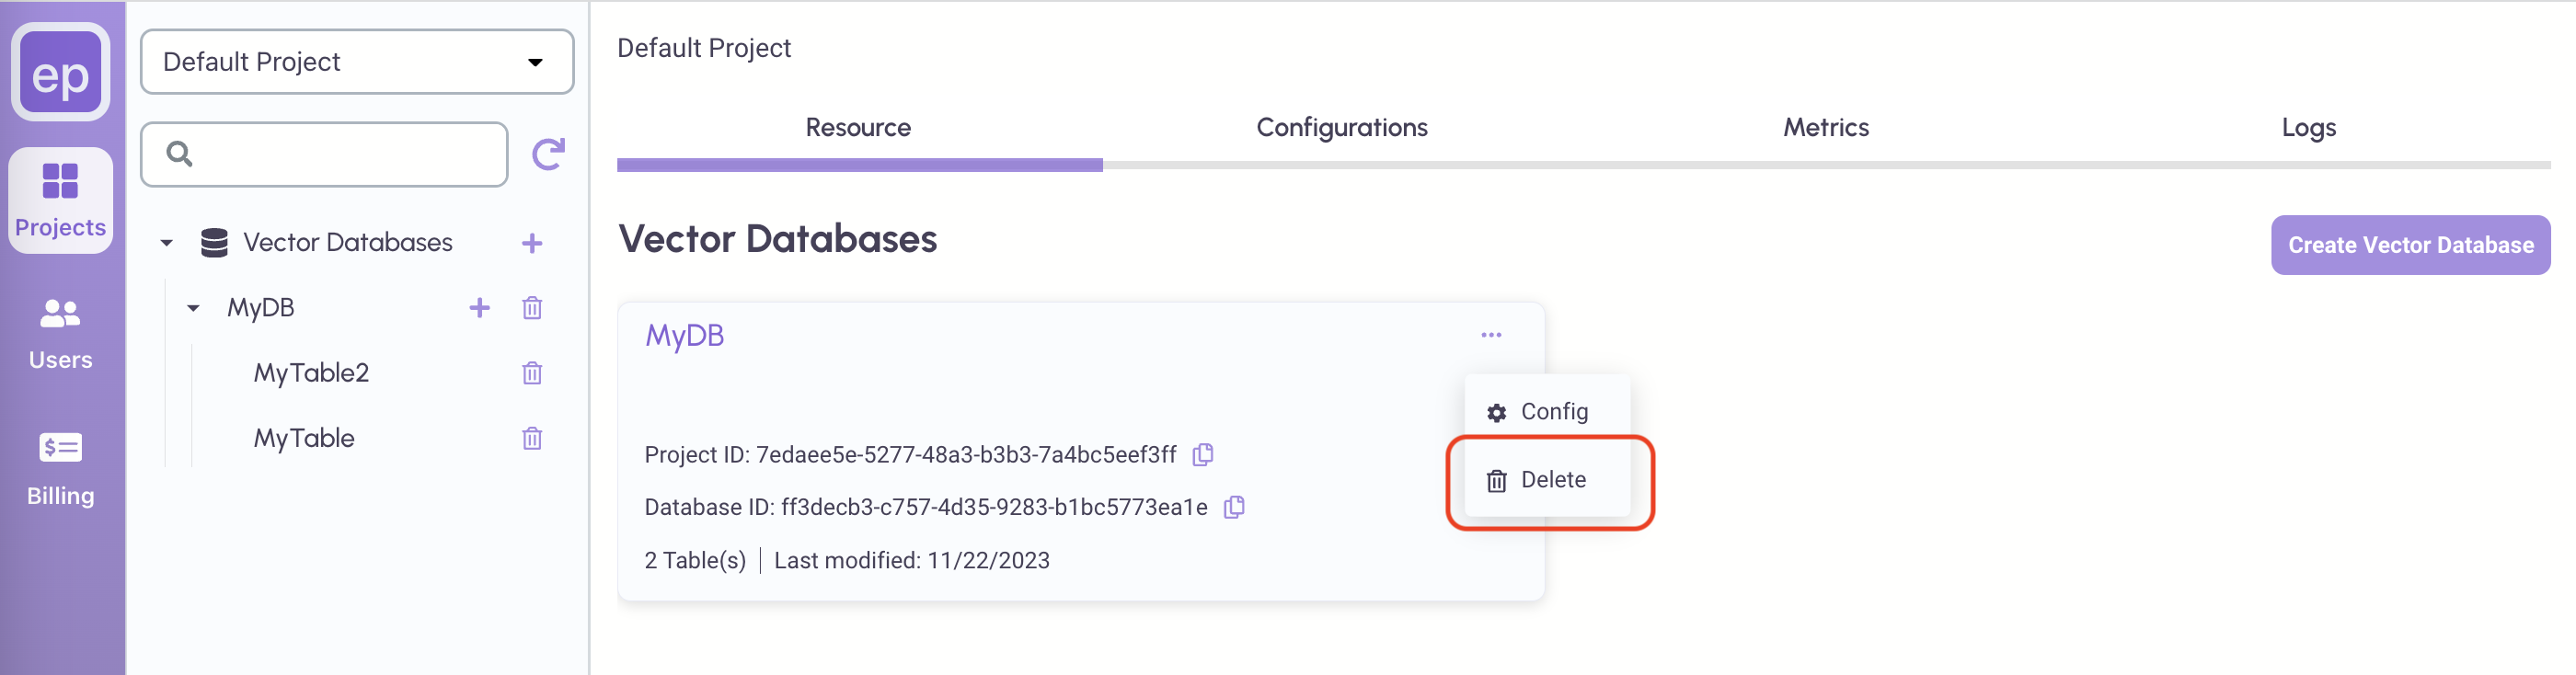 ep
Projects
Users
Billing
Default Project
Vector Databases
MyDB
MyTable2
MyTable
Default Project
Resource Configurations Metrics Logs
Vector Databases
Create Vector Database
MyDB
Config
Delete
Project ID: 7edaee5e-5277-48a3-b3b3-7a4bc5eef3ff
Database ID: ff3decb3-c757-4d35-9283-b1bc5773ea1e
2 Table(s) | Last modified: 11/22/2023